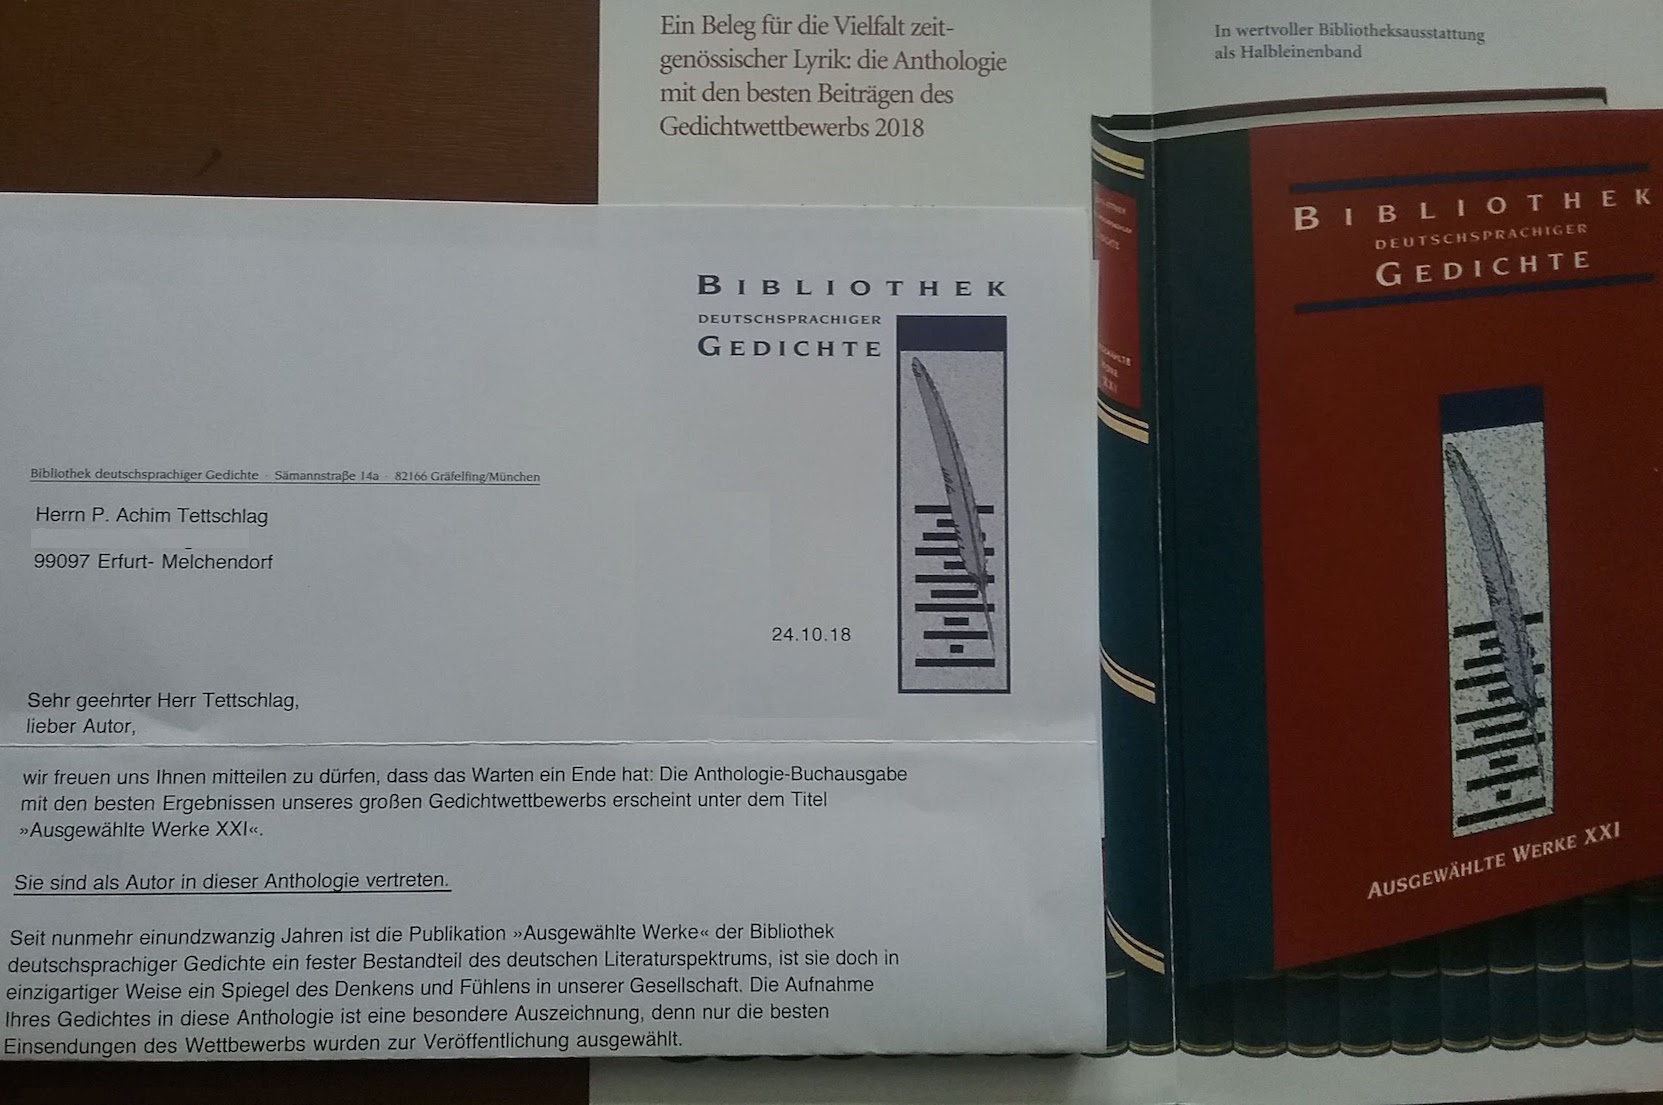 Ein Beleg für die Vielfalt zeit-
genössischer Lyrik: die Anthologie
mit den besten Beiträgen des
Gedichtwettbewerbs 2018
In wertvoller Bibliotheksausstattung
als Halbleinenband
BIBLIOTHEK
DEUTSCHSPRACHIGER
GEDICHTE
AUSGEWÄHLTE WERKE XXI
BIBLIOTHEK
DEUTSCHSPRACHIGER
GEDICHTE
Bibliothek deutschsprachiger Gedichte · Sämannstraße 14a · 82166 Gräfelfing/München
Herrn P. Achim Tettschlag
99097 Erfurt- Melchendorf
24.10.18
Sehr geehrter Herr Tettschlag,
lieber Autor,
wir freuen uns Ihnen mitteilen zu dürfen, dass das Warten ein Ende hat: Die Anthologie-Buchausgabe
mit den besten Ergebnissen unseres großen Gedichtwettbewerbs erscheint unter dem Titel
»Ausgewählte Werke XXI«.
Sie sind als Autor in dieser Anthologie vertreten.
Seit nunmehr einundzwanzig Jahren ist die Publikation »Ausgewählte Werke« der Bibliothek
deutschsprachiger Gedichte ein fester Bestandteil des deutschen Literaturspektrums, ist sie doch in
einzigartiger Weise ein Spiegel des Denkens und Fühlens in unserer Gesellschaft. Die Aufnahme
Ihres Gedichtes in diese Anthologie ist eine besondere Auszeichnung, denn nur die besten
Einsendungen des Wettbewerbs wurden zur Veröffentlichung ausgewählt.